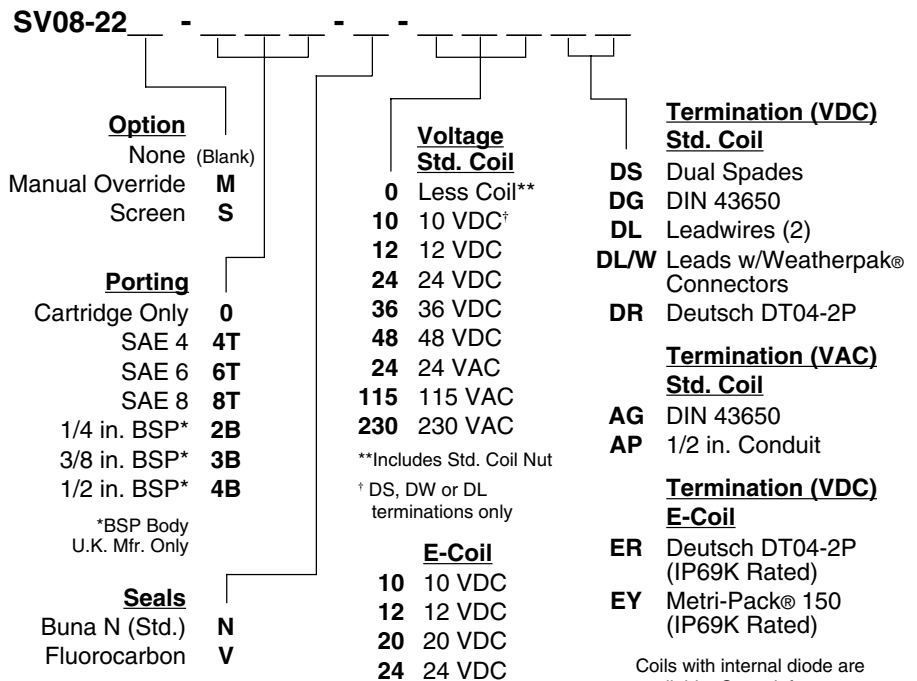 SV08-22__ - __ __ __ - __ - __ __ __ __ __
Option
None (Blank)
Manual Override M
Screen S
Porting
Cartridge Only 0
SAE 4 4T
SAE 6 6T
SAE 8 8T
1/4 in. BSP* 2B
3/8 in. BSP* 3B
1/2 in. BSP* 4B
*BSP Body
U.K. Mfr. Only
Seals
Buna N (Std.) N
Fluorocarbon V
Voltage
Std. Coil
0 Less Coil**
10 10 VDC†
12 12 VDC
24 24 VDC
36 36 VDC
48 48 VDC
24 24 VAC
115 115 VAC
230 230 VAC
**Includes Std. Coil Nut
† DS, DW or DL
terminations only
E-Coil
10 10 VDC
12 12 VDC
20 20 VDC
24 24 VDC
Termination (VDC)
Std. Coil
DS Dual Spades
DG DIN 43650
DL Leadwires (2)
DL/W Leads w/Weatherpak®
Connectors
DR Deutsch DT04-2P
Termination (VAC)
Std. Coil
AG DIN 43650
AP 1/2 in. Conduit
Termination (VDC)
E-Coil
ER Deutsch DT04-2P
(IP69K Rated)
EY Metri-Pack® 150
(IP69K Rated)
Coils with internal diode are